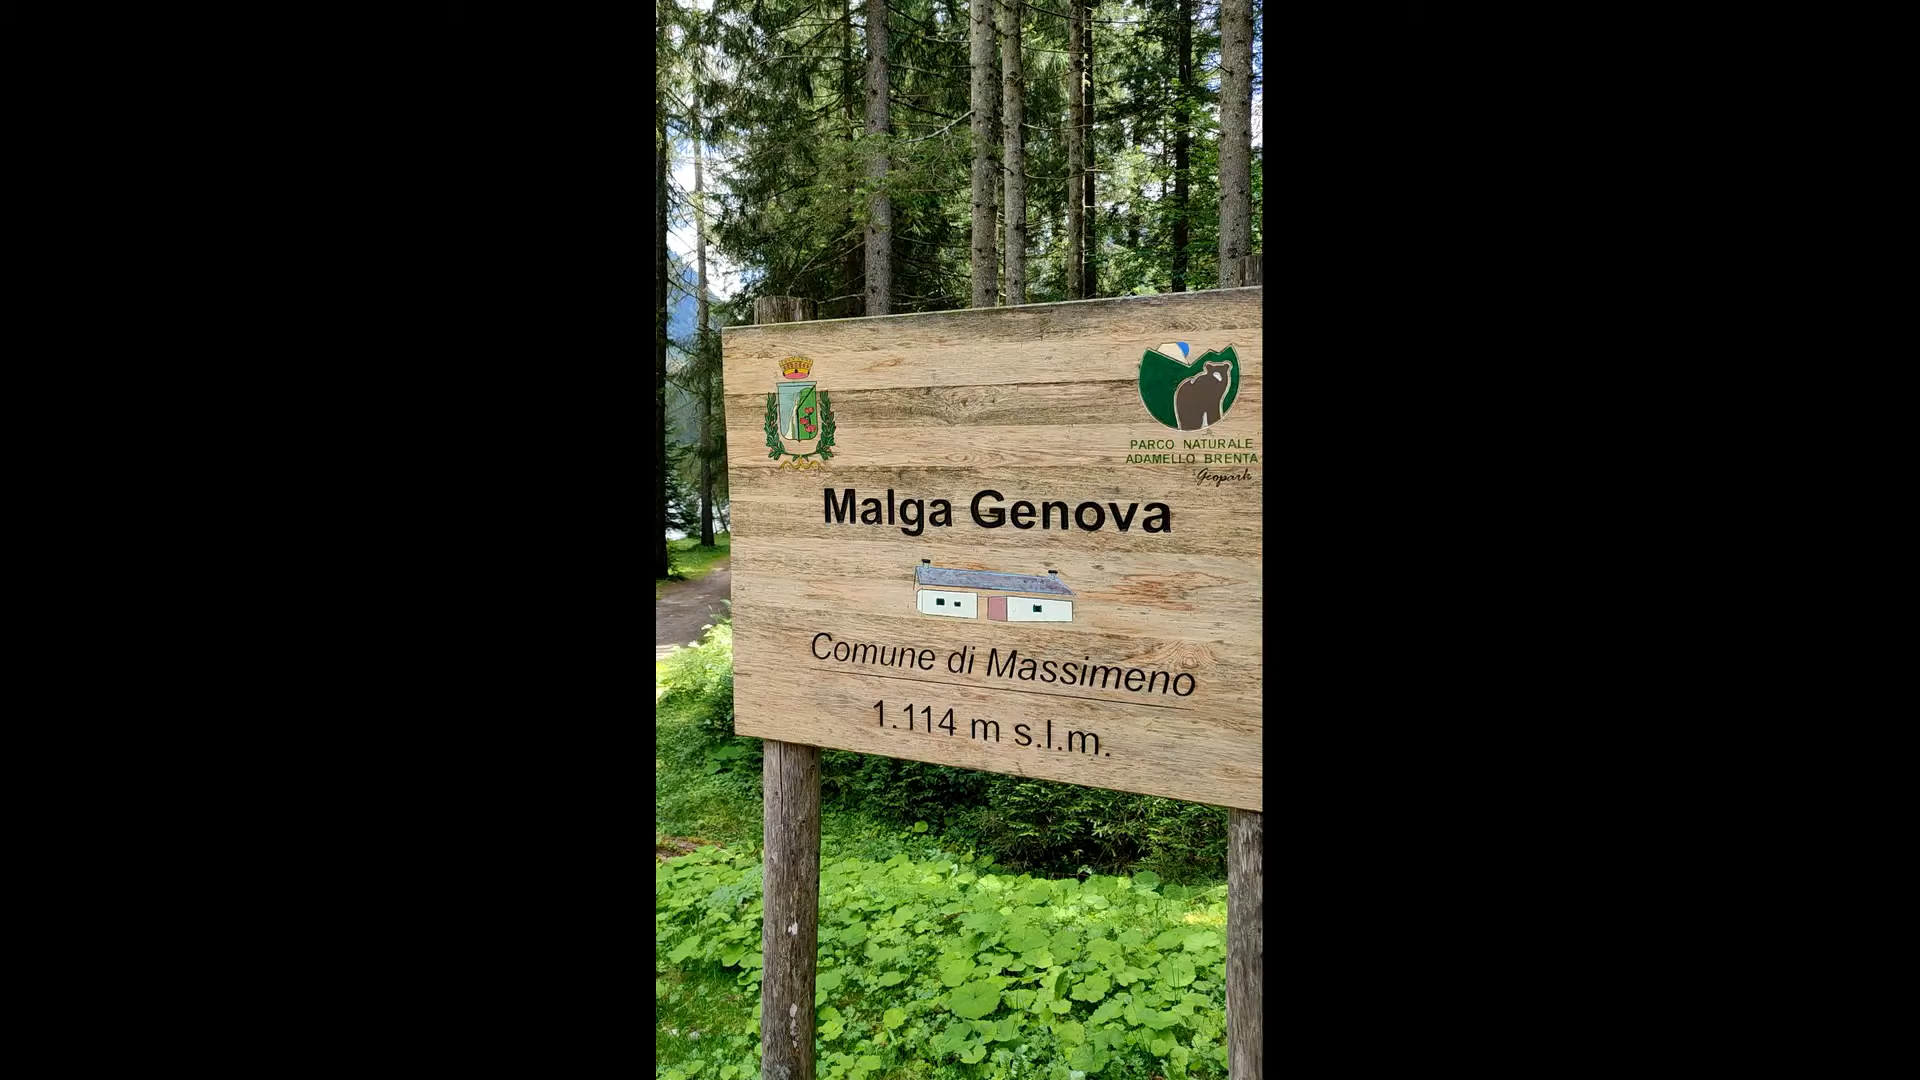 PARCO NATURALE
ADAMELLO BRENTA
Geopark
Malga Genova
Comune di Massimeno
1.114 m s.l.m.